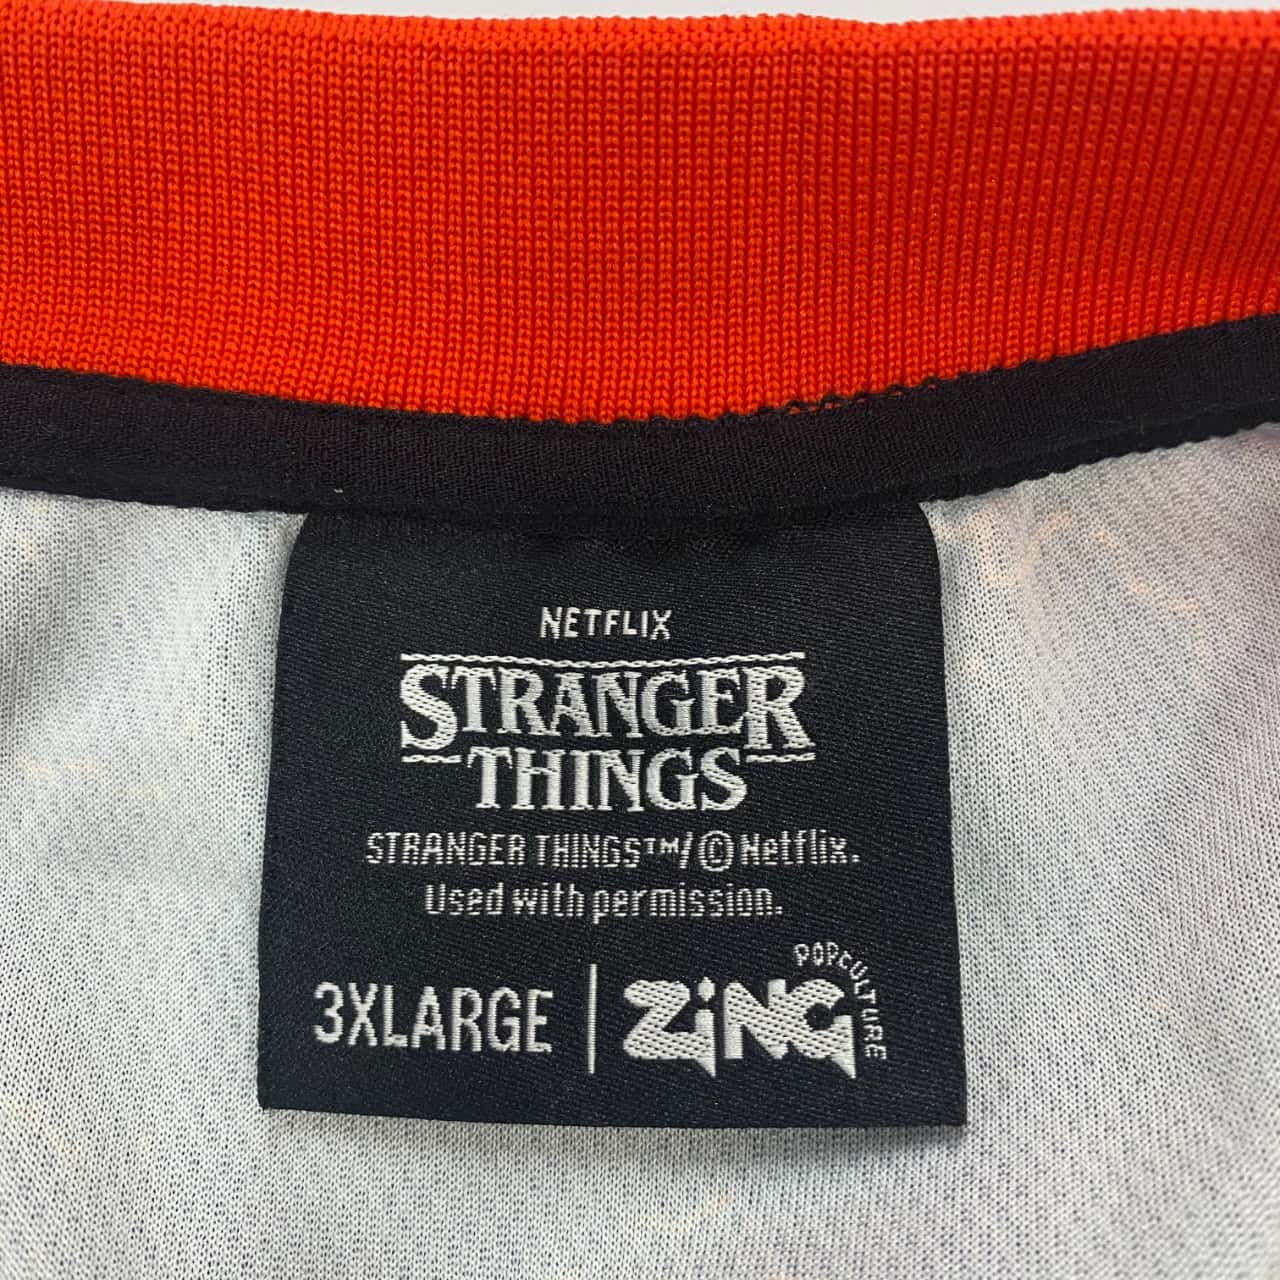 NETFLIX
STRANGER
THINGS
STRANGER THINGS™/©Netflix.
Used with permission.
3XLARGE | ZiNG POPCULTURE